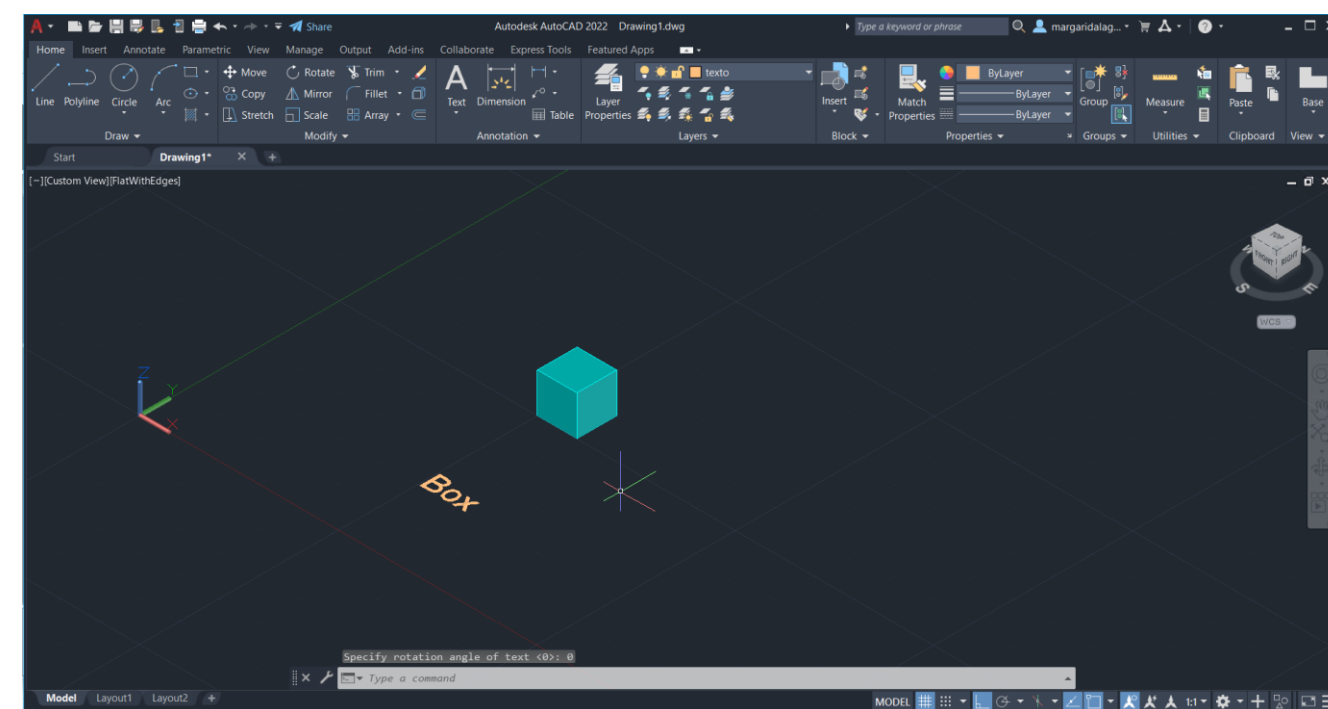 Share
Autodesk AutoCAD 2022 Drawing1.dwg
Type a keyword or phrase
margaridalag...
Home Insert Annotate Parametric View Manage Output Add-ins Collaborate Express Tools Featured Apps
Move Rotate Trim texto ByLayer
Copy Mirror Fillet ByLayer
Line Polyline Circle Arc Text Dimension Layer Insert Match Group Measure Paste Base
Stretch Scale Array Table Properties Properties ByLayer
Draw Modify Annotation Layers Block Properties Groups Utilities Clipboard View
Start Drawing1*
[−][Custom View][FlatWithEdges]
TOP
FRONT RIGHT
S E
WCS
Z
Y
X
Box
Specify rotation angle of text <0>: 0
Type a command
Model Layout1 Layout2 MODEL 1:1